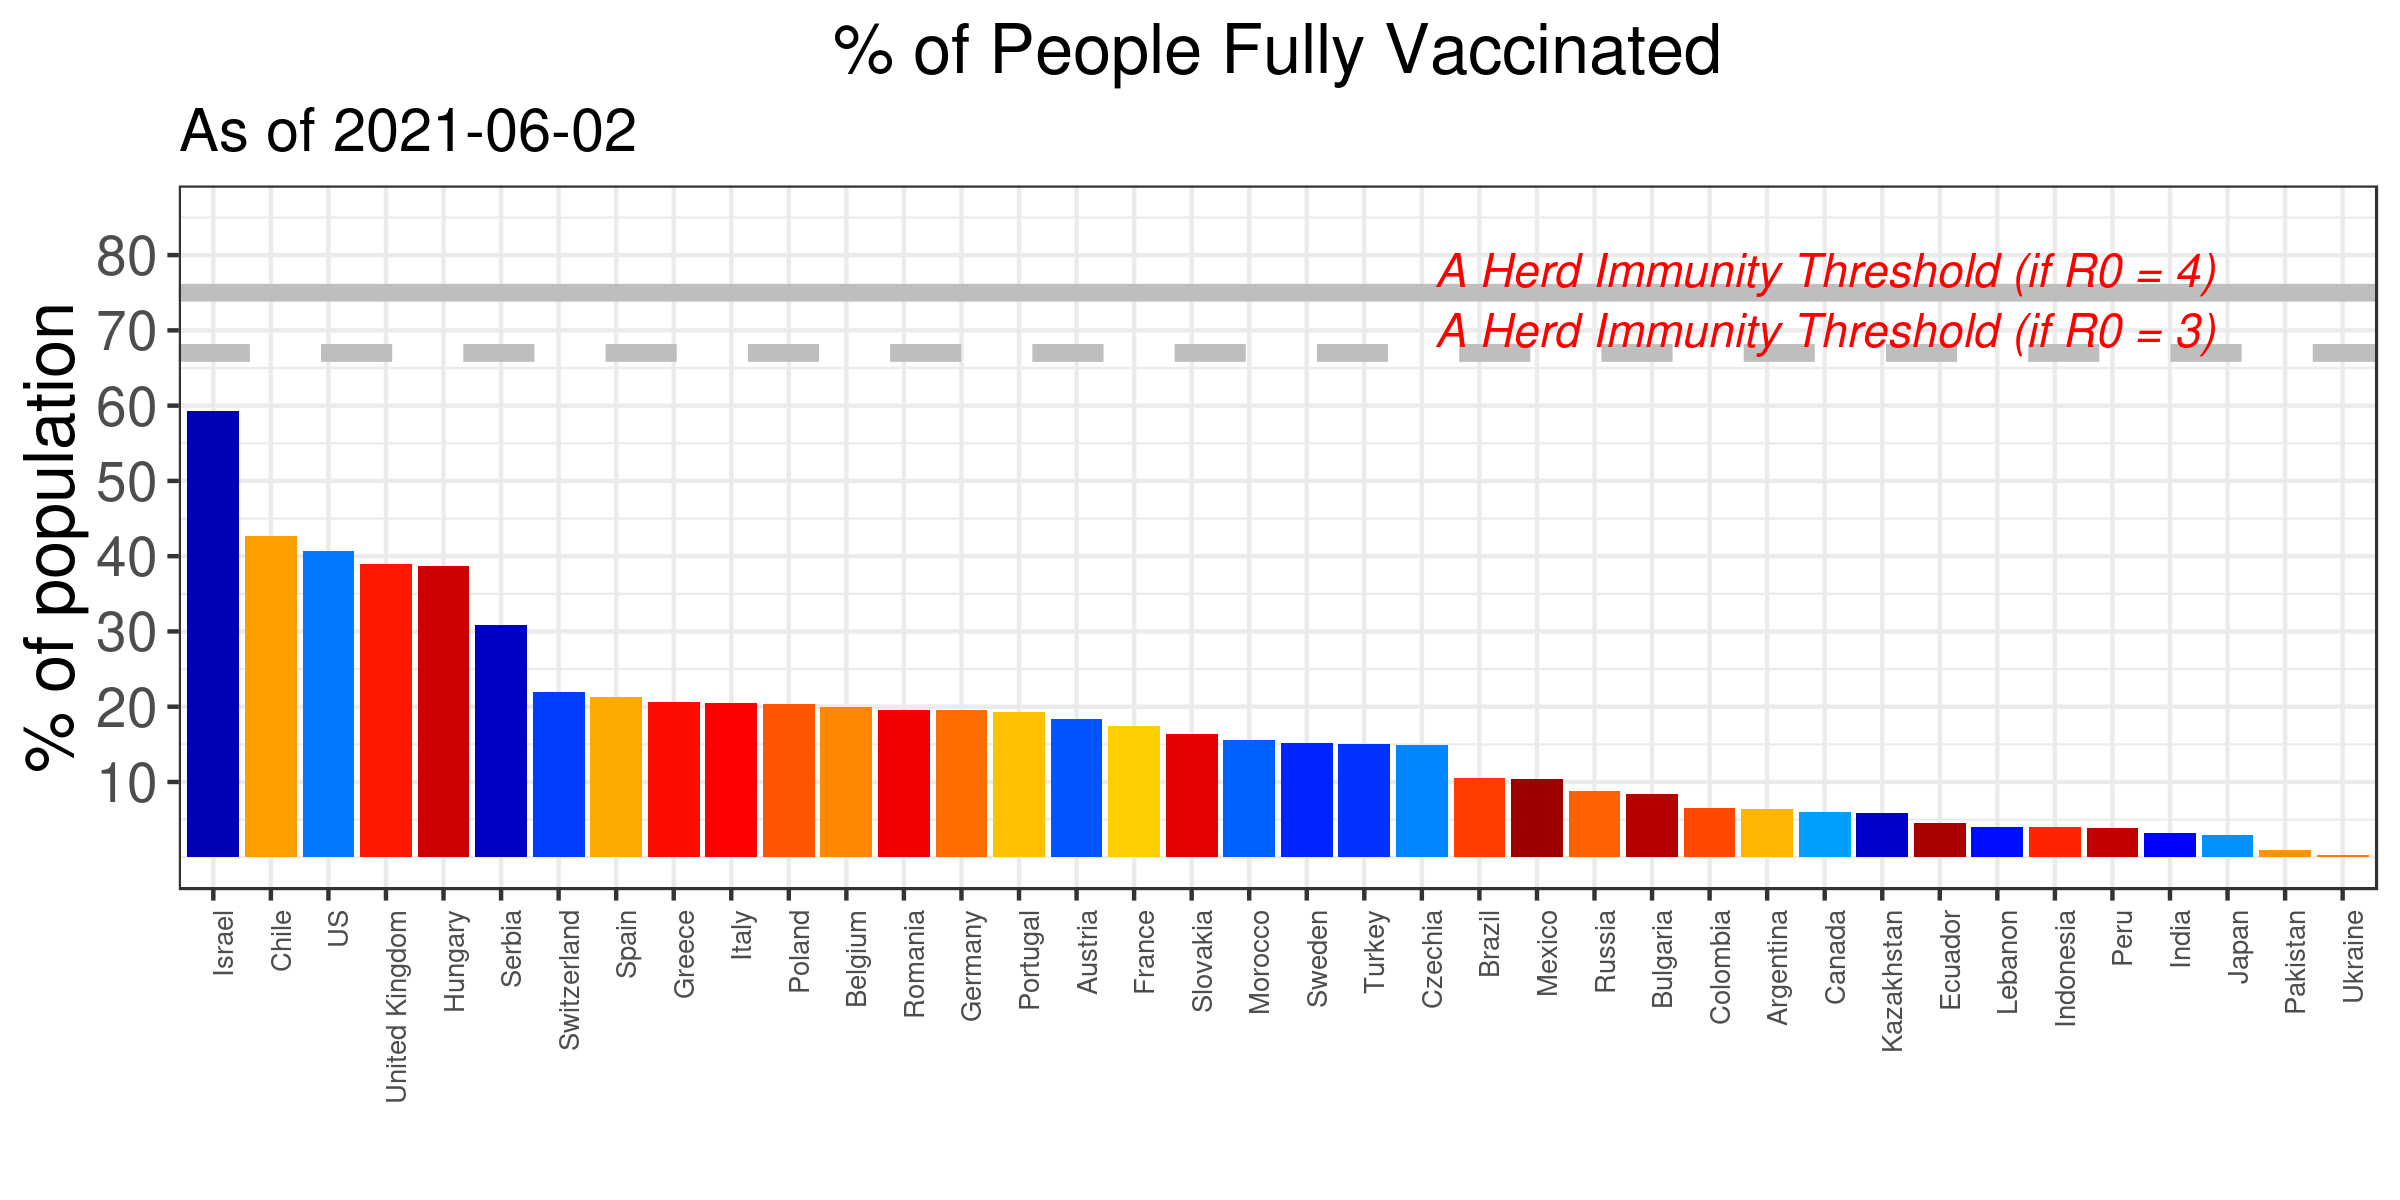 % of People Fully Vaccinated
As of 2021-06-02
% of population
80
70
60
50
40
30
20
10
A Herd Immunity Threshold (if R0 = 4)
A Herd Immunity Threshold (if R0 = 3)
Israel
Chile
US
United Kingdom
Hungary
Serbia
Switzerland
Spain
Greece
Italy
Poland
Belgium
Romania
Germany
Portugal
Austria
France
Slovakia
Morocco
Sweden
Turkey
Czechia
Brazil
Mexico
Russia
Bulgaria
Colombia
Argentina
Canada
Kazakhstan
Ecuador
Lebanon
Indonesia
Peru
India
Japan
Pakistan
Ukraine